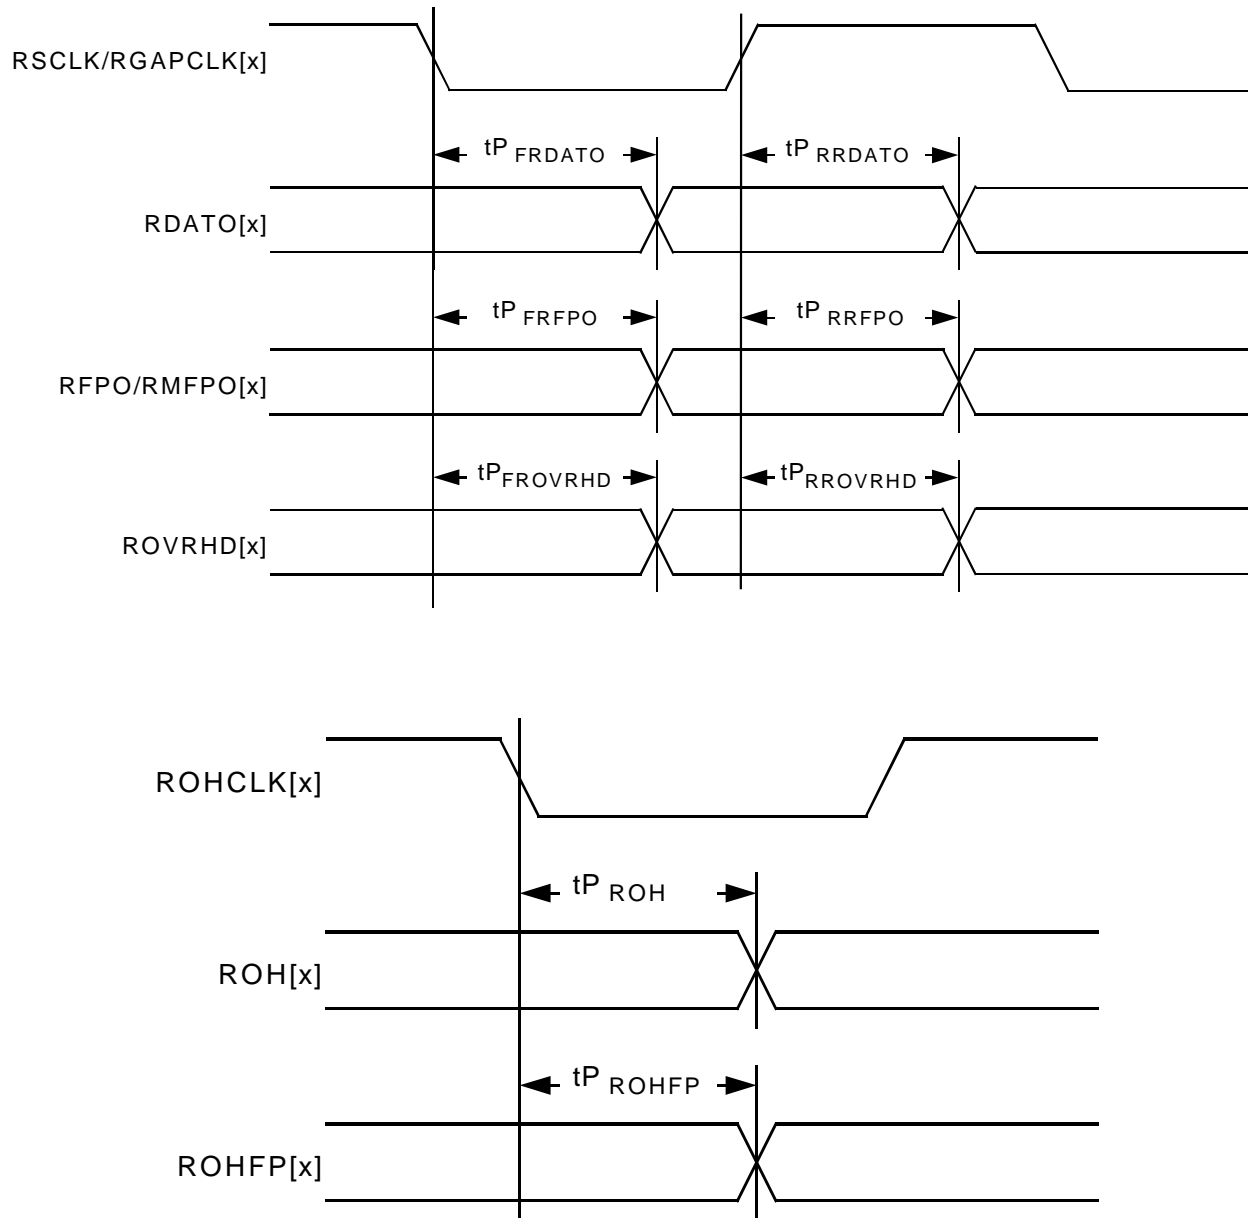 RSCLK/RGAPCLK[x]
tP FRDATO tP RRDATO
RDATO[x]
tP FRFPO tP RRFPO
RFPO/RMFPO[x]
tPFROVRHD tPRROVRHD
ROVRHD[x]
ROHCLK[x]
tP ROH
ROH[x]
tP ROHFP
ROHFP[x]